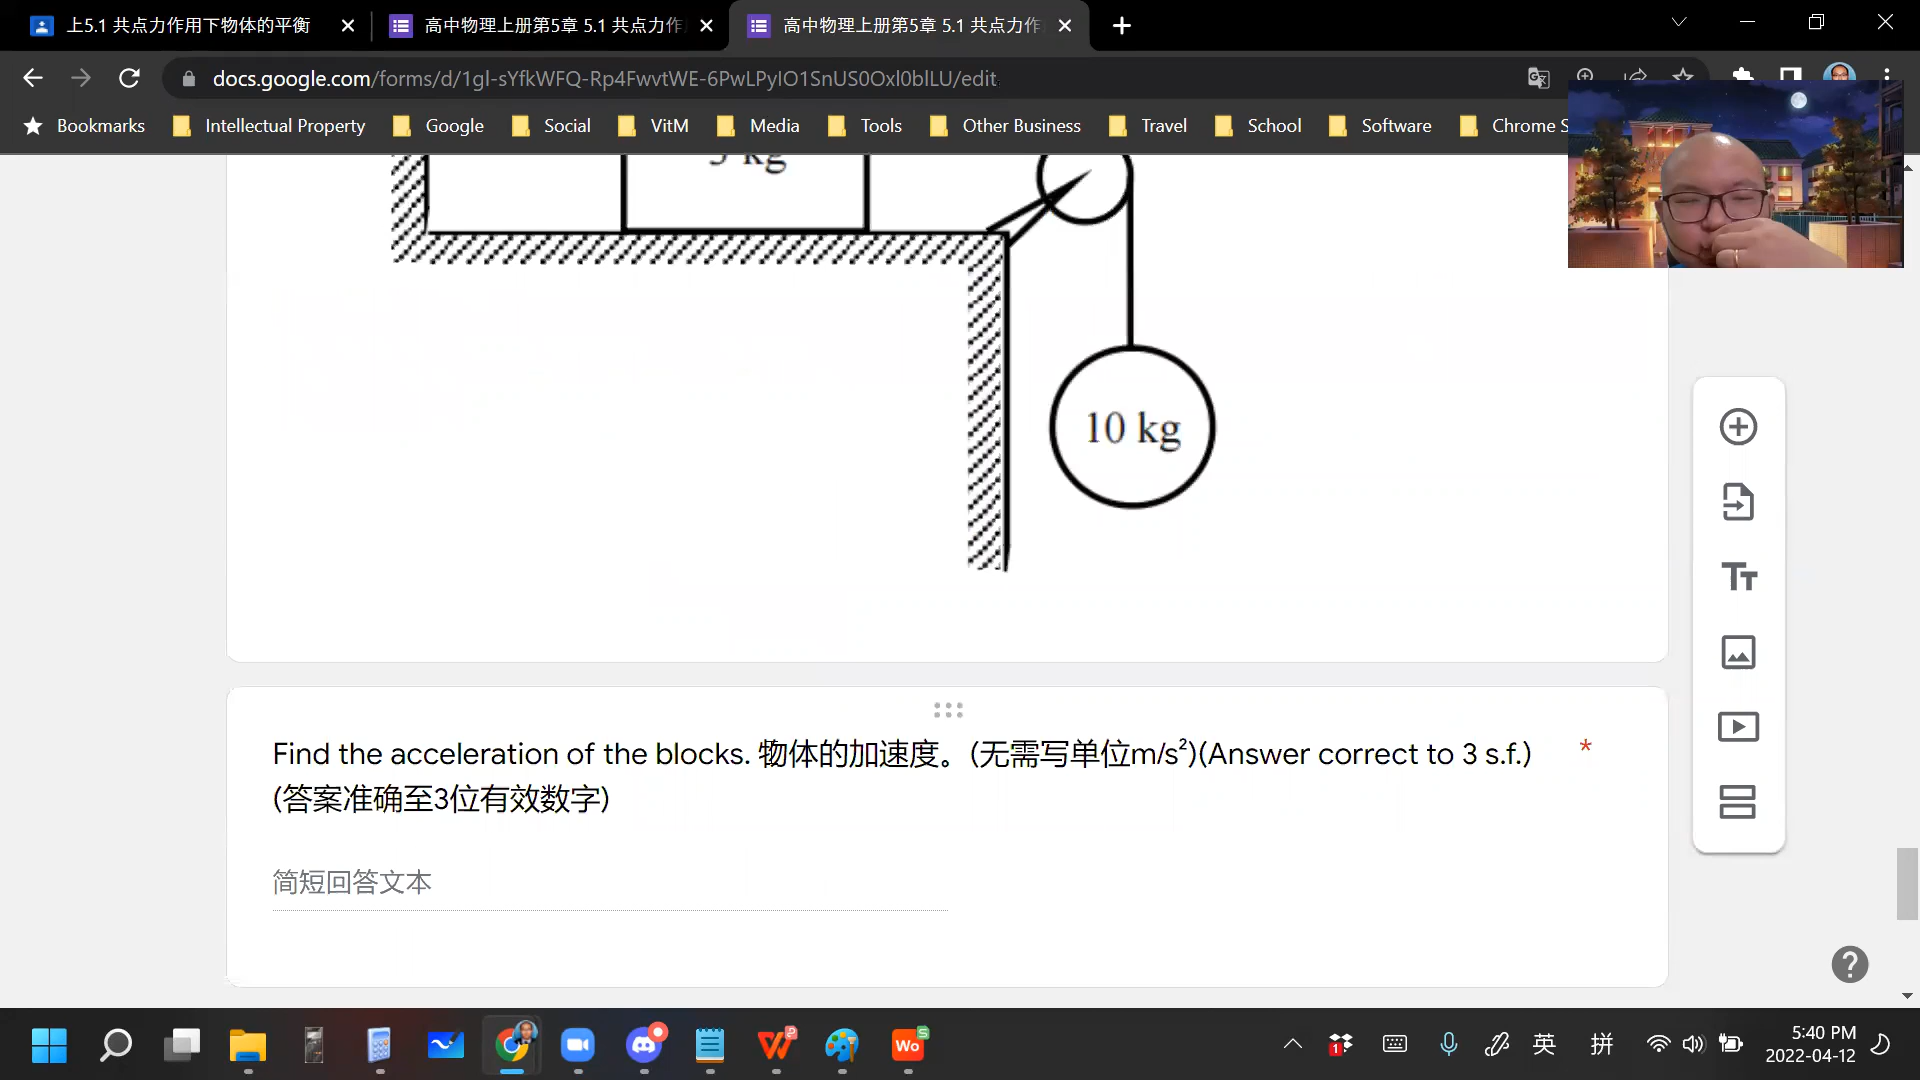 上5.1 共点力作用下物体的平衡
高中物理上册第5章 5.1 共点力作
高中物理上册第5章 5.1 共点力作
docs.google.com/forms/d/1gl-sYfkWFQ-Rp4FwvtWE-6PwLPyIO1SnUS0Oxl0blLU/edit
Bookmarks Intellectual Property Google Social VitM Media Tools Other Business Travel School Software Chrome S
kg
10 kg
Find the acceleration of the blocks. 物体的加速度。(无需写单位m/s²)(Answer correct to 3 s.f.) *
(答案准确至3位有效数字)
简短回答文本
英 拼 5:40 PM
2022-04-12